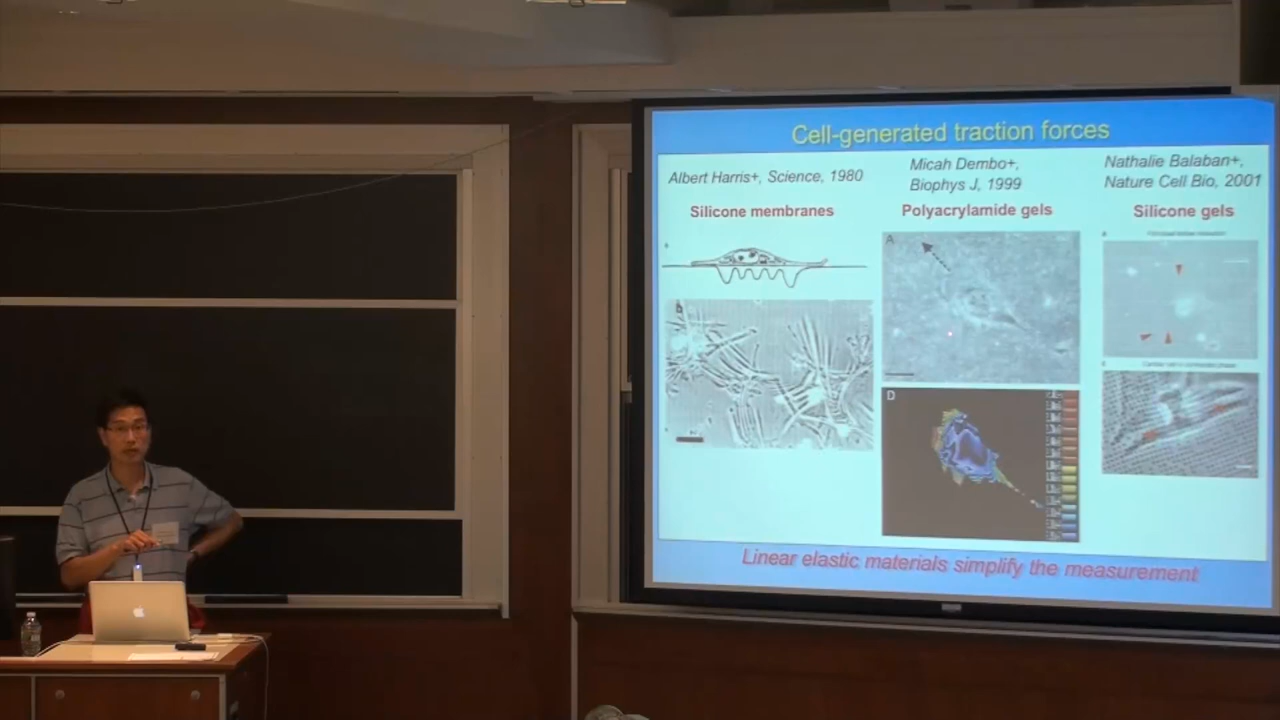 Cell-generated traction forces
Albert Harris+, Science, 1980
Silicone membranes
Micah Dembo+,
Biophys J, 1999
Polyacrylamide gels
Nathalie Balaban+,
Nature Cell Bio, 2001
Silicone gels
A
D
Linear elastic materials simplify the measurement